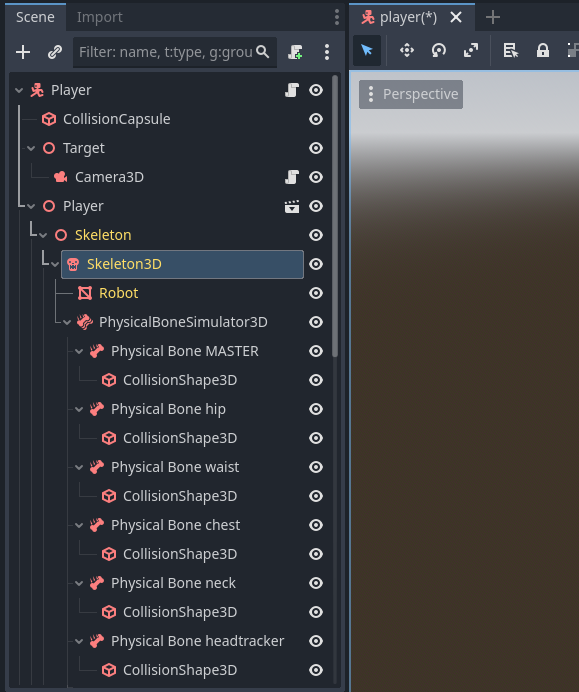 Scene Import
player(*)
Filter: name, t:type, g:grou
Perspective
Player
CollisionCapsule
Target
Camera3D
Player
Skeleton
Skeleton3D
Robot
PhysicalBoneSimulator3D
Physical Bone MASTER
CollisionShape3D
Physical Bone hip
CollisionShape3D
Physical Bone waist
CollisionShape3D
Physical Bone chest
CollisionShape3D
Physical Bone neck
CollisionShape3D
Physical Bone headtracker
CollisionShape3D